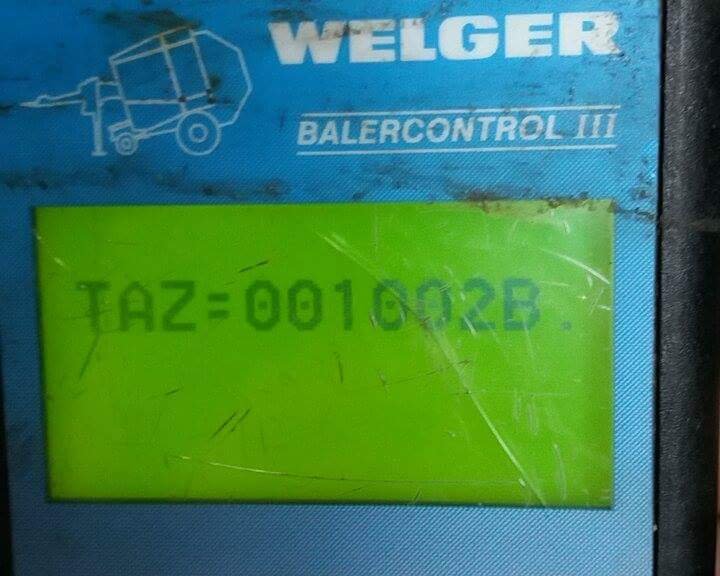 WELGER
BALERCONTROL III
TAZ=001002B.